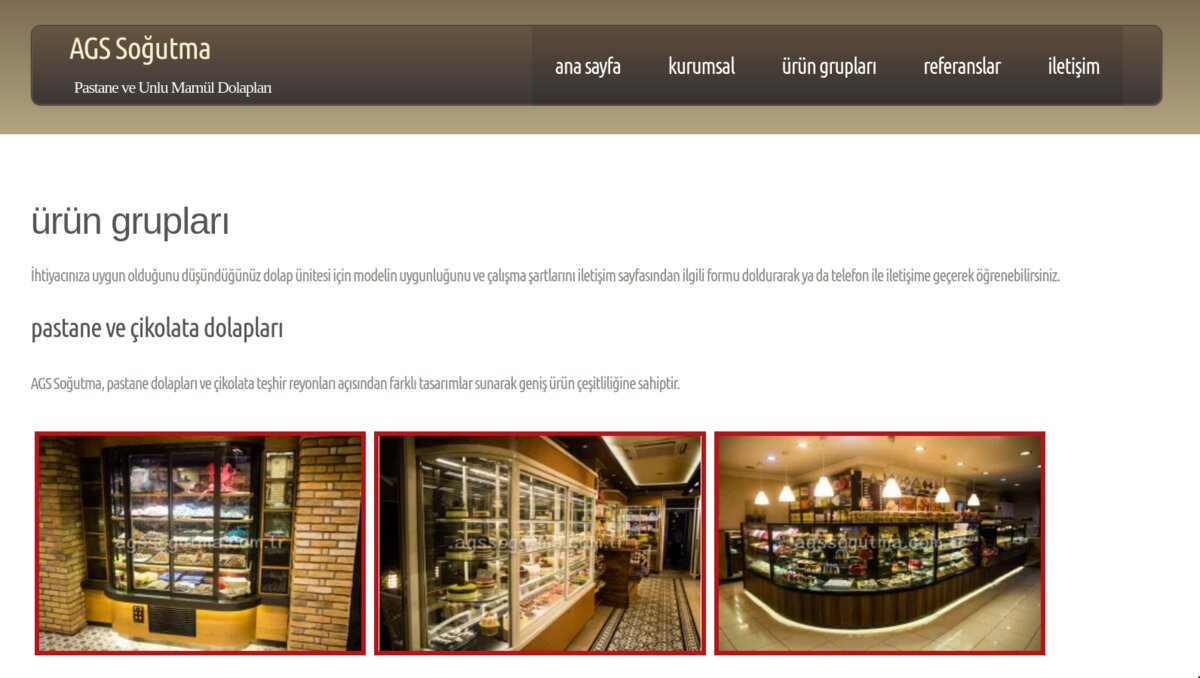 AGS Soğutma
Pastane ve Unlu Mamül Dolapları
ana sayfa kurumsal ürün grupları referanslar iletişim
ürün grupları
İhtiyacınıza uygun olduğunu düşündüğünüz dolap ünitesi için modelin uygunluğunu ve çalışma şartlarını iletişim sayfasından ilgili formu doldurarak ya da telefon ile iletişime geçerek öğrenebilirsiniz.
pastane ve çikolata dolapları
AGS Soğutma, pastane dolapları ve çikolata teşhir reyonları açısından farklı tasarımlar sunarak geniş ürün çeşitliliğine sahiptir.
agssogutma.com.tr agssogutma.com.tr agssogutma.com.tr